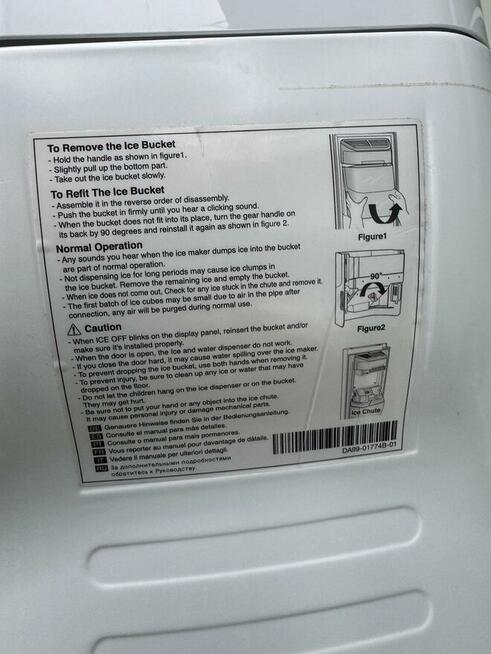 To Remove the Ice Bucket
- Hold the handle as shown in figure1.
- Slightly pull up the bottom part.
- Take out the ice bucket slowly.
To Refit The Ice Bucket
- Assemble it in the reverse order of disassembly.
- Push the bucket in firmly until you hear a clicking sound.
- When the bucket does not fit into its place, turn the gear handle on
its back by 90 degrees and reinstall it again as shown in figure 2.
Figure1
Normal Operation
- Any sounds you hear when the ice maker dumps ice into the bucket
are part of normal operation.
- Not dispensing ice for long periods may cause ice clumps in
the ice bucket. Remove the remaining ice and empty the bucket.
- When ice does not come out, Check for any ice stuck in the chute and remove it.
- The first batch of ice cubes may be small due to air in the pipe after
connection, any air will be purged during normal use.
90°
Figure2
Caution
- When ICE OFF blinks on the display panel, reinsert the bucket and/or
make sure it's installed properly.
- When the door is open, the Ice and water dispenser do not work.
- If you close the door hard, it may cause water spilling over the ice maker.
- To prevent dropping the ice bucket, use both hands when removing it.
- To prevent injury, be sure to clean up any ice or water that may have
dropped on the floor.
- Do not let the children hang on the ice dispenser or on the bucket.
They may get hurt.
- Be sure not to put your hand or any object into the ice chute.
It may cause personal injury or damage mechanical parts.
Ice Chute
DE Genauere Hinweise finden Sie in der Bedienungsanleitung.
ES Consulte el manual para más detalles.
PT Consulte o manual para mais pormenores.
FR Vous reporter au manuel pour davantage de détails.
IT Vedere il manuale per ulteriori dettagli.
RU За дополнительными подробностями
обратитесь к Руководству.
DA99-01774B-01